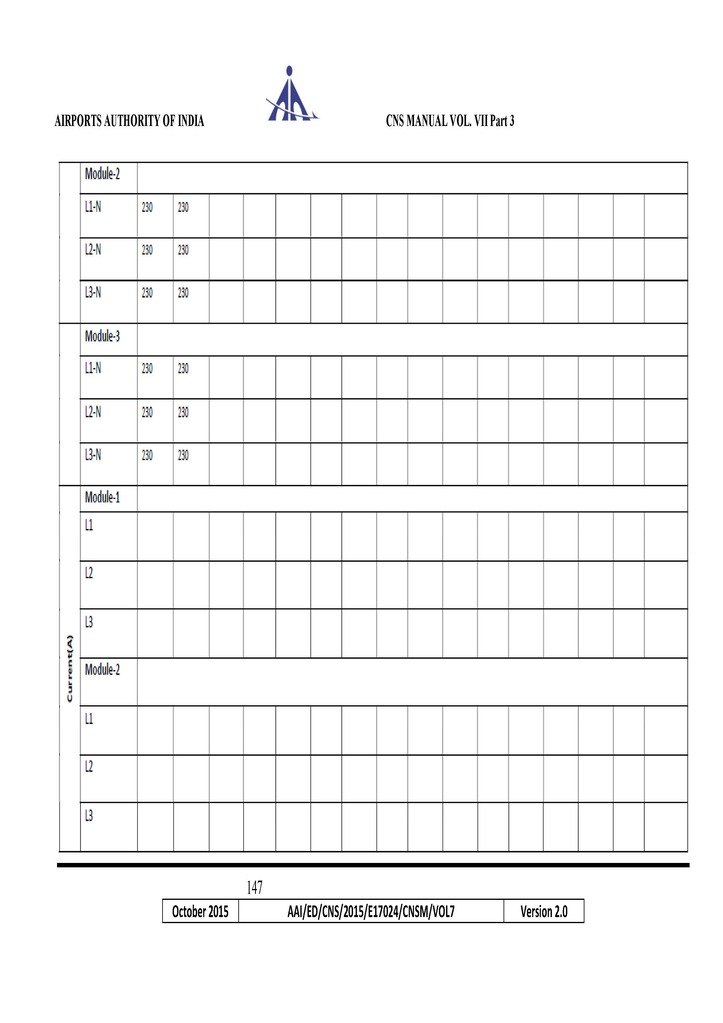 AIRPORTS AUTHORITY OF INDIA CNS MANUAL VOL. VII Part 3
Module-2
L1-N 230 230
L2-N 230 230
L3-N 230 230
Module-3
L1-N 230 230
L2-N 230 230
L3-N 230 230
Current(A)
Module-1
L1
L2
L3
Module-2
L1
L2
L3
147
October 2015 AAI/ED/CNS/2015/E17024/CNSM/VOL7 Version 2.0